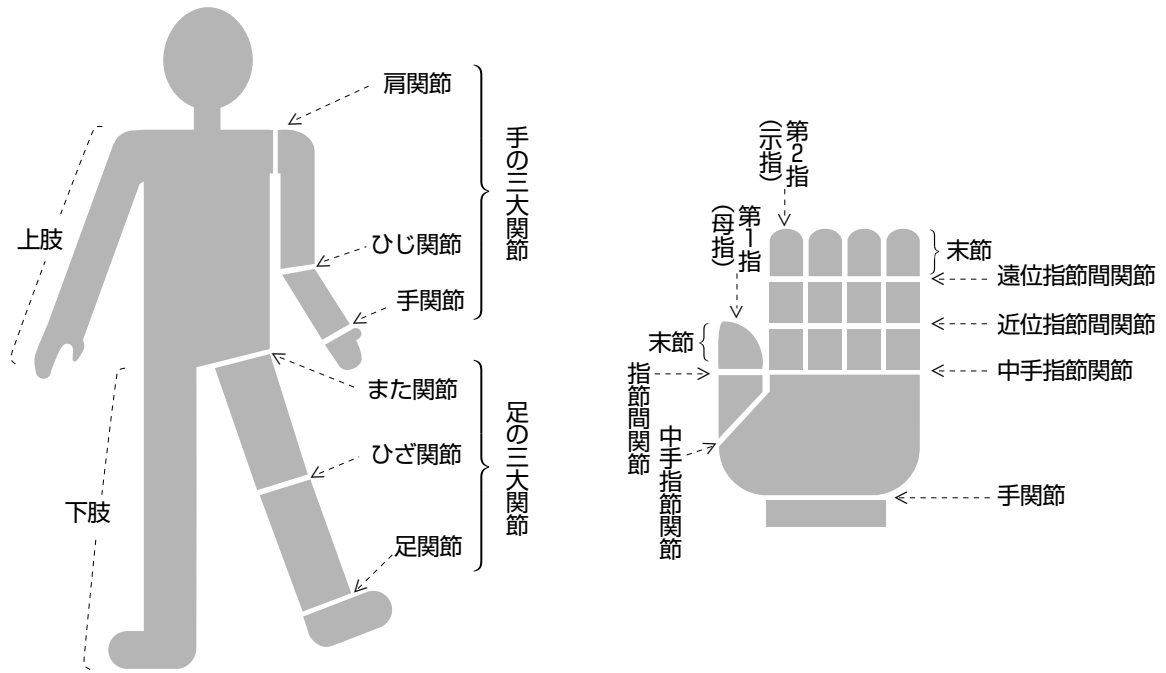 肩関節
手の三大関節
上肢
ひじ関節
手関節
また関節
ひざ関節
足の三大関節
下肢
足関節
第2指
(示指)
第1指
(母指)
末節
遠位指節間関節
近位指節間関節
末節
指節間関節
中手指節関節
中手指節関節
手関節